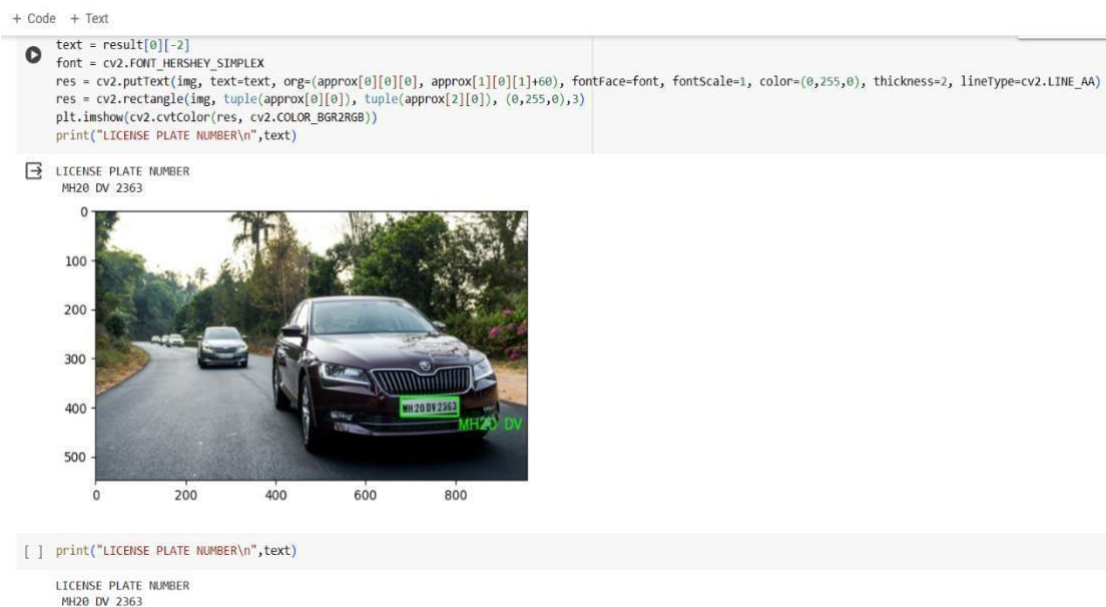 + Code + Text
text = result[0][-2]
font = cv2.FONT_HERSHEY_SIMPLEX
res = cv2.putText(img, text=text, org=(approx[0][0][0], approx[1][0][1]+60), fontFace=font, fontScale=1, color=(0,255,0), thickness=2, lineType=cv2.LINE_AA)
res = cv2.rectangle(img, tuple(approx[0][0]), tuple(approx[2][0]), (0,255,0),3)
plt.imshow(cv2.cvtColor(res, cv2.COLOR_BGR2RGB))
print("LICENSE PLATE NUMBER\n",text)
LICENSE PLATE NUMBER
MH20 DV 2363
0
100
200
300
400
500
MH 20 DV 2363
MH20 DV
0 200 400 600 800
[ ] print("LICENSE PLATE NUMBER\n",text)
LICENSE PLATE NUMBER
MH20 DV 2363